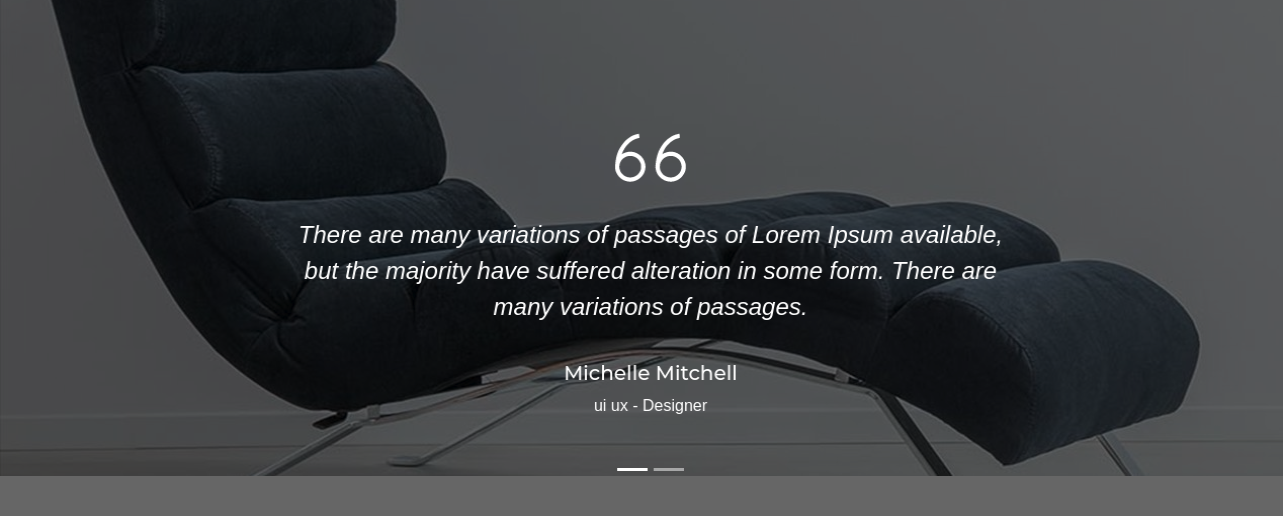 66
There are many variations of passages of Lorem Ipsum available,
but the majority have suffered alteration in some form. There are
many variations of passages.
Michelle Mitchell
ui ux - Designer